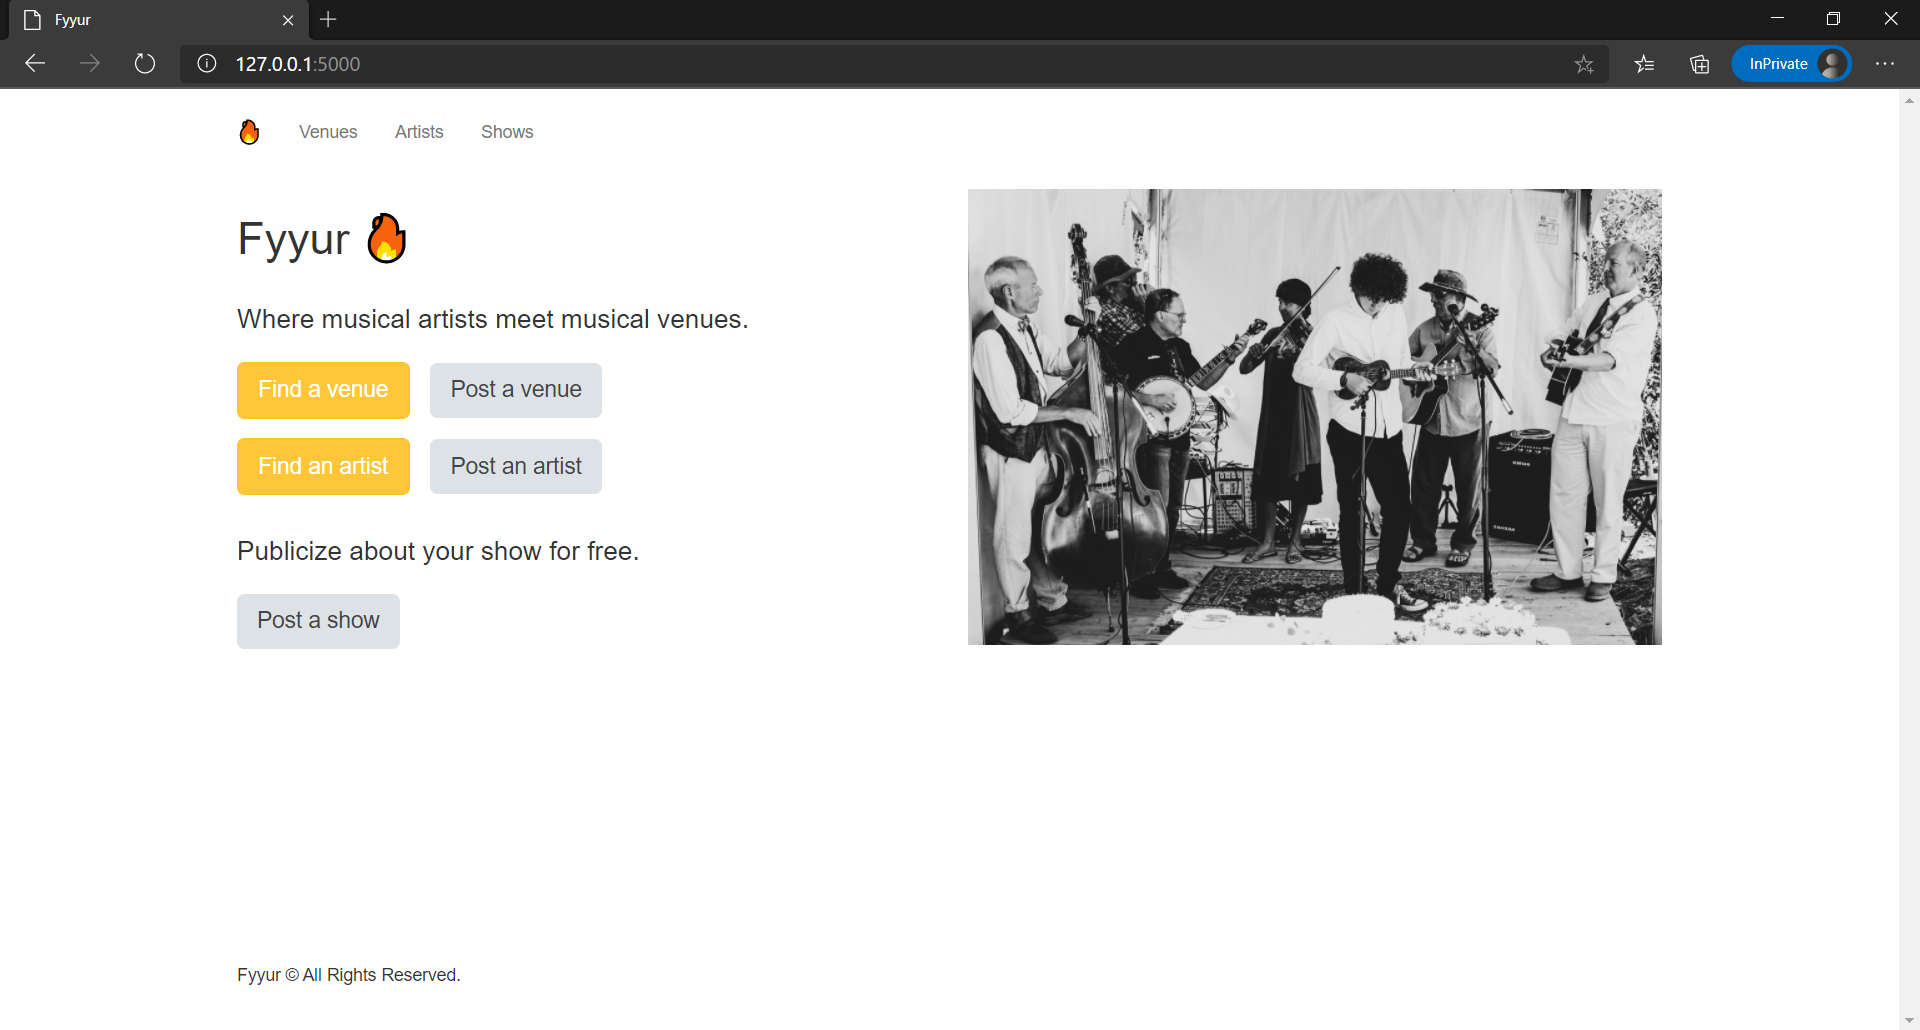 Fyyur
127.0.0.1:5000
InPrivate
Venues Artists Shows
Fyyur
Where musical artists meet musical venues.
Find a venue Post a venue
Find an artist Post an artist
Publicize about your show for free.
Post a show
Fyyur © All Rights Reserved.